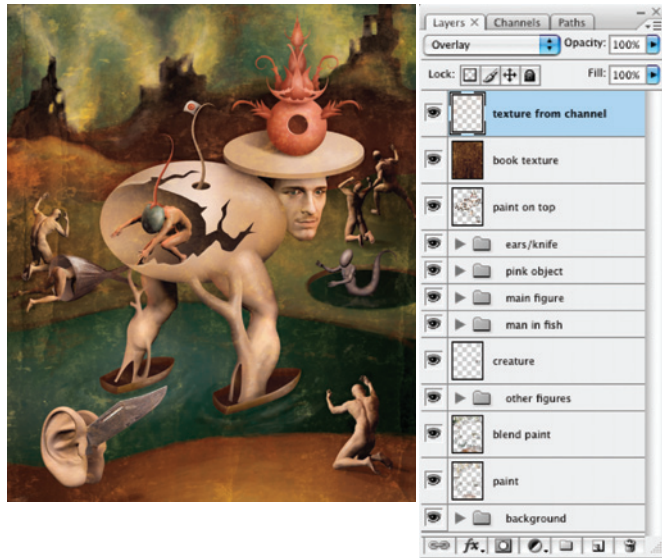 Layers × Channels Paths
Overlay Opacity: 100%
Lock: Fill: 100%
texture from channel
book texture
paint on top
ears/knife
pink object
main figure
man in fish
creature
other figures
blend paint
paint
background
fx.